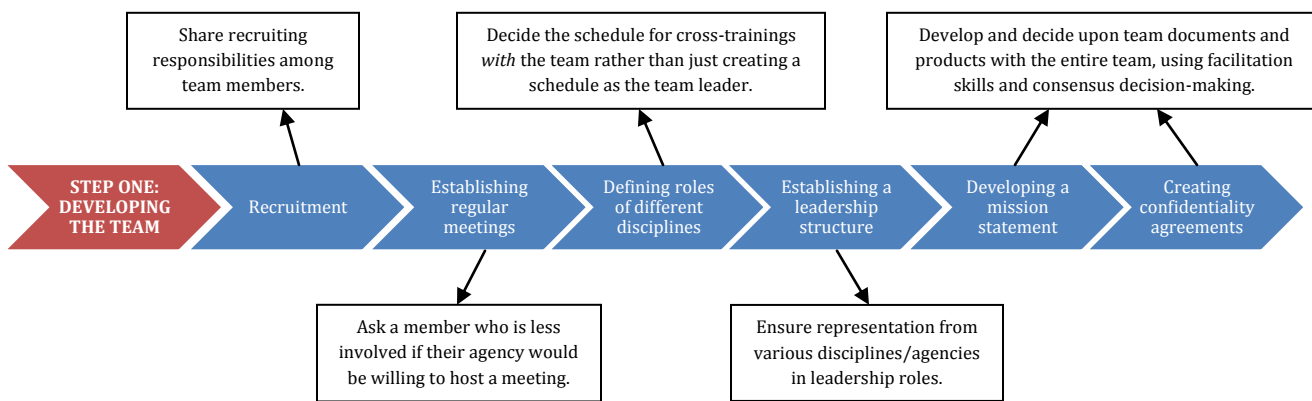 Share recruiting
responsibilities among
team members.
Decide the schedule for cross-trainings
with the team rather than just creating a
schedule as the team leader.
Develop and decide upon team documents and
products with the entire team, using facilitation
skills and consensus decision-making.
STEP ONE:
DEVELOPING
THE TEAM
Recruitment
Establishing
regular
meetings
Defining roles
of different
disciplines
Establishing a
leadership
structure
Developing a
mission
statement
Creating
confidentiality
agreements
Ask a member who is less
involved if their agency would
be willing to host a meeting.
Ensure representation from
various disciplines/agencies
in leadership roles.